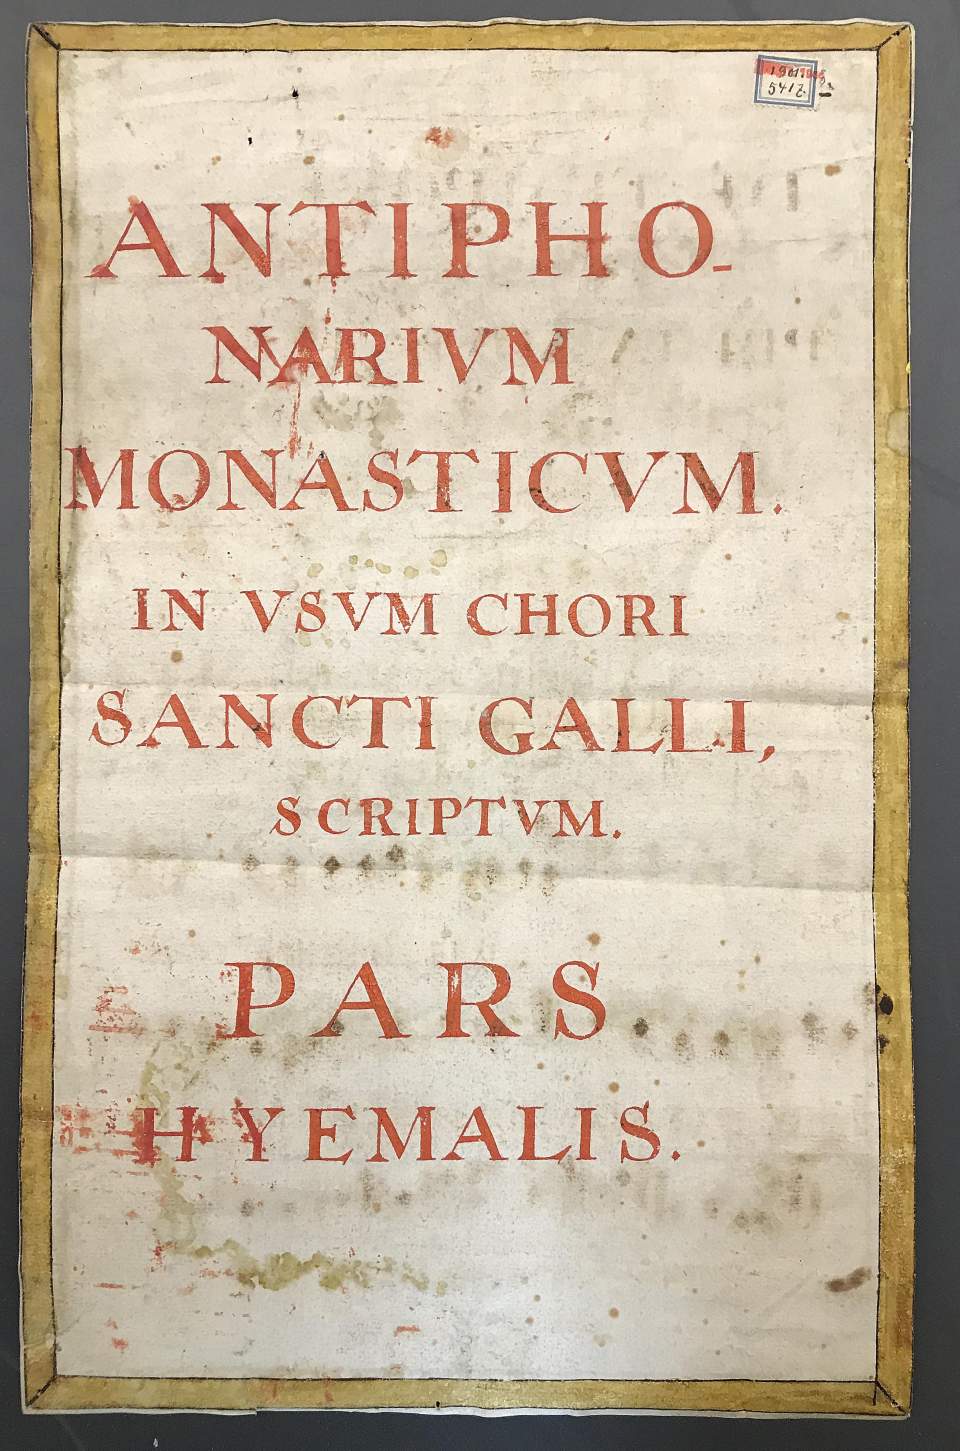 ANTIPHO-
NARIVM
MONASTICVM.
IN VSVM CHORI
SANCTI GALLI,
SCRIPTVM.
PARS
HYEMALIS.